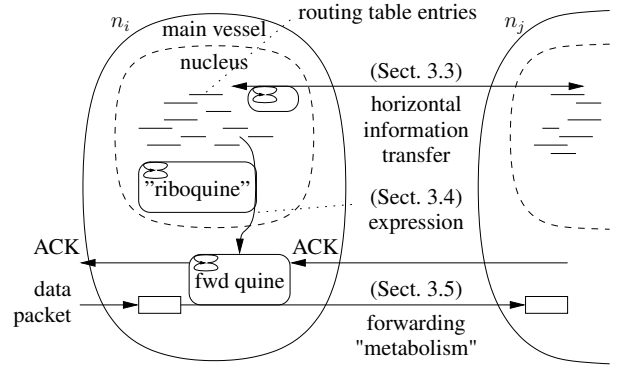 routing table entries
n_i
n_j
main vessel
nucleus
(Sect. 3.3)
horizontal
information
transfer
"riboquine"
(Sect. 3.4)
expression
ACK
ACK
fwd quine
data
packet
(Sect. 3.5)
forwarding
"metabolism"